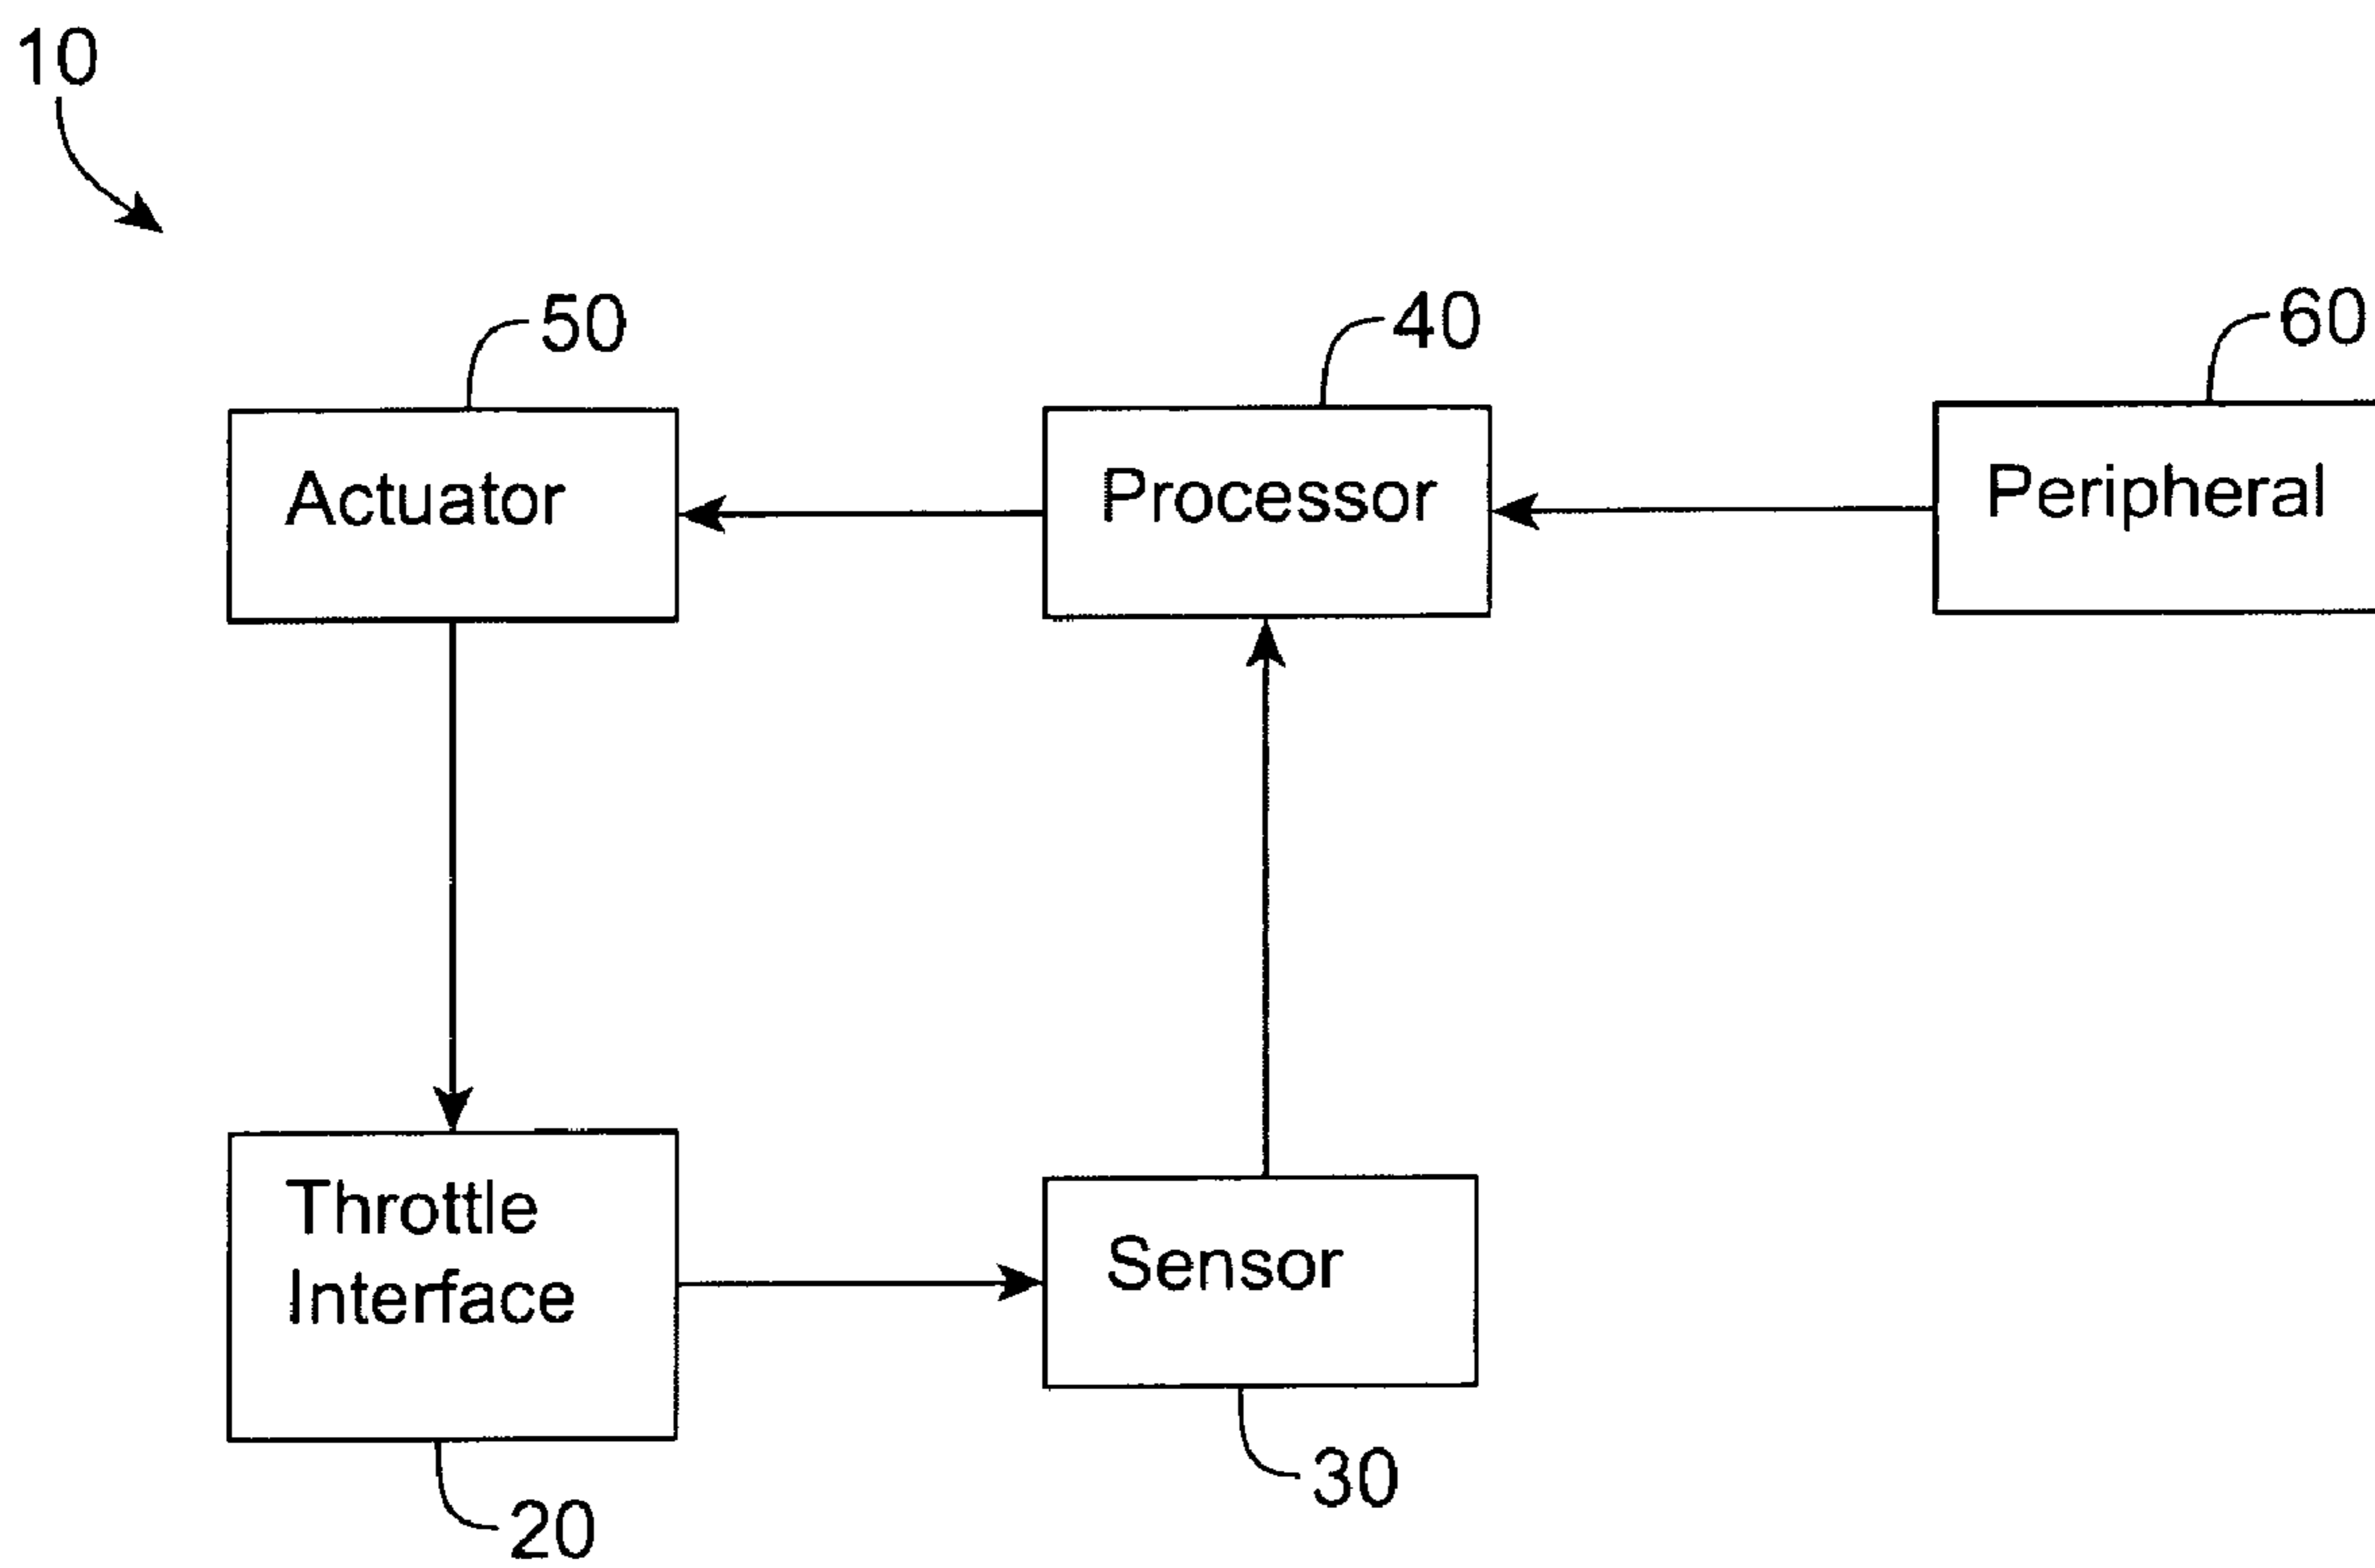 10
50
40
60
Actuator
Processor
Peripheral
Throttle
Interface
Sensor
30
20